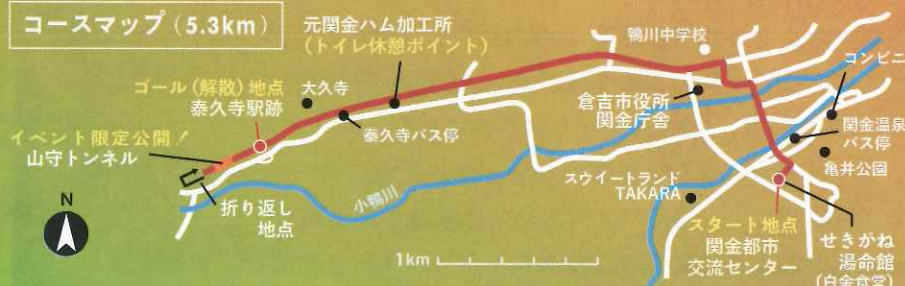 コースマップ（5.3km）
元関金ハム加工所
（トイレ休憩ポイント）
鴨川中学校
コンビニ
ゴール（解散）地点
泰久寺駅跡
大久寺
倉吉市役所
関金庁舎
関金温泉
バス停
イベント限定公開！
山守トンネル
泰久寺バス停
亀井公園
スウイートランド
TAKARA
折り返し
地点
小鴨川
N
スタート地点
関金都市
交流センター
せきがね
湯命館
（白金食堂）
1km